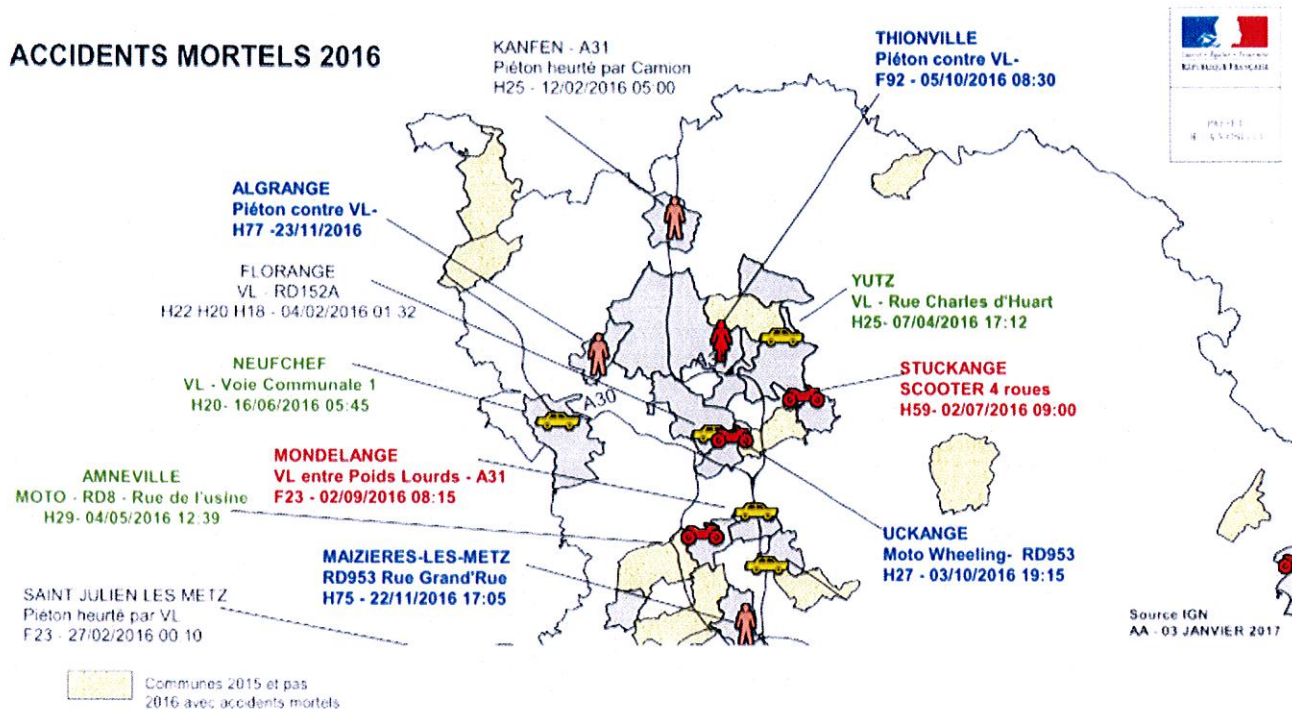 ACCIDENTS MORTELS 2016
KANFEN - A31
Piéton heurté par Camion
H25 - 12/02/2016 05:00
THIONVILLE
Piéton contre VL-
F92 - 05/10/2016 08:30
RÉPUBLIQUE FRANÇAISE
ALGRANGE
Piéton contre VL-
H77 -23/11/2016
FLORANGE
VL - RD152A
H22 H20 H18 - 04/02/2016 01 32
YUTZ
VL - Rue Charles d'Huart
H25- 07/04/2016 17:12
NEUFCHEF
VL - Voie Communale 1
H20- 16/06/2016 05:45
A30
STUCKANGE
SCOOTER 4 roues
H59- 02/07/2016 09:00
MONDELANGE
VL entre Poids Lourds - A31
F23 - 02/09/2016 08:15
AMNEVILLE
MOTO - RD8 - Rue de l'usine
H29- 04/05/2016 12:39
UCKANGE
Moto Wheeling- RD953
H27 - 03/10/2016 19:15
MAIZIERES-LES-METZ
RD953 Rue Grand'Rue
H75 - 22/11/2016 17:05
SAINT JULIEN LES METZ
Piéton heurté par VL
F23 - 27/02/2016 00 10
Source IGN
AA - 03 JANVIER 2017
Communes 2015 et pas
2016 avec accidents mortels